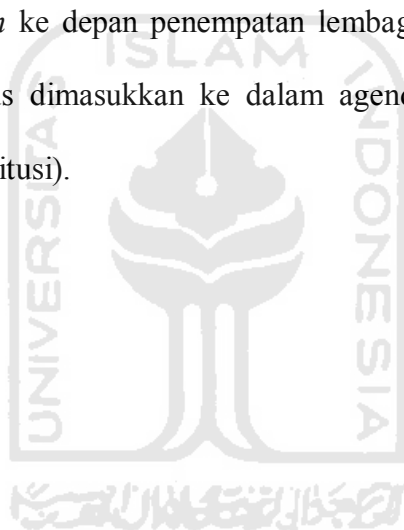 n ke depan penempatan lembag
s dimasukkan ke dalam agend
itusi).
ISLAM
UNIVERSITAS
INDONESIA